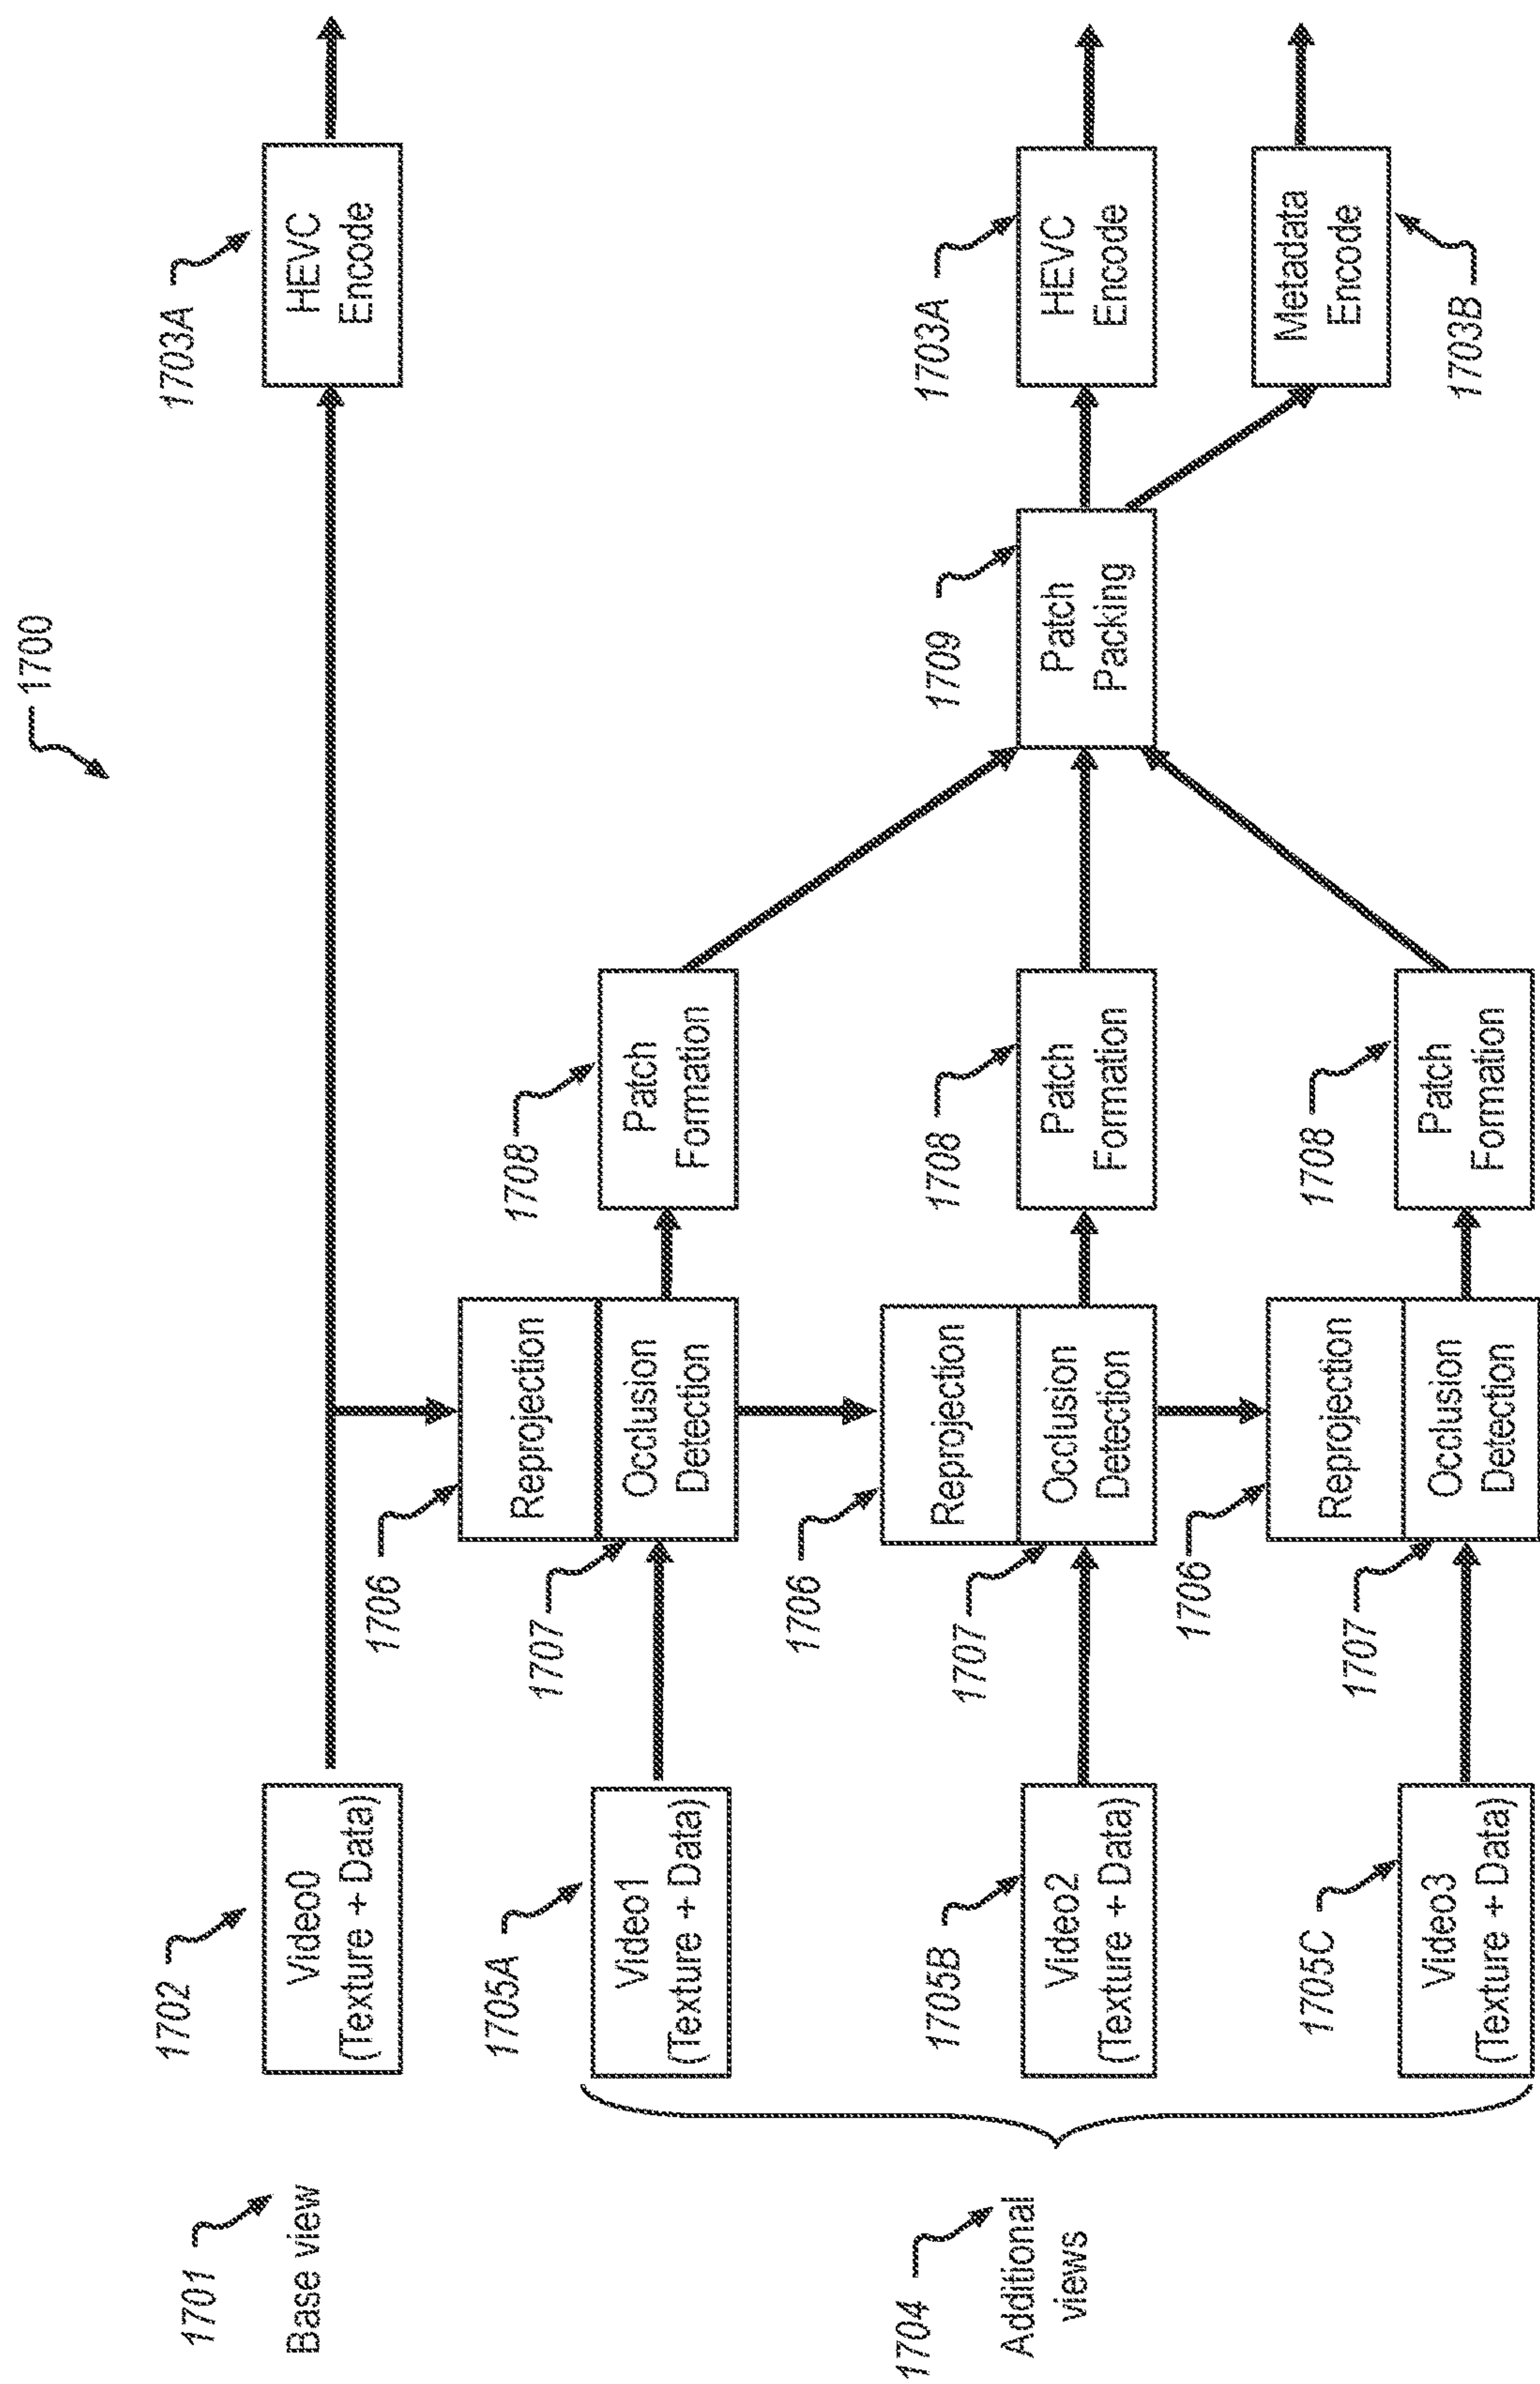 1700
1701
Base view
1702
Video0
(Texture + Data)
1703A
HEVC
Encode
1704
Additional
views
1705A
Video1
(Texture + Data)
1706
Reprojection
1707
Occlusion
Detection
1708
Patch
Formation
1705B
Video2
(Texture + Data)
1706
Reprojection
1707
Occlusion
Detection
1708
Patch
Formation
1709
Patch
Packing
1703A
HEVC
Encode
Metadata
Encode
1703B
1705C
Video3
(Texture + Data)
1706
Reprojection
1707
Occlusion
Detection
1708
Patch
Formation